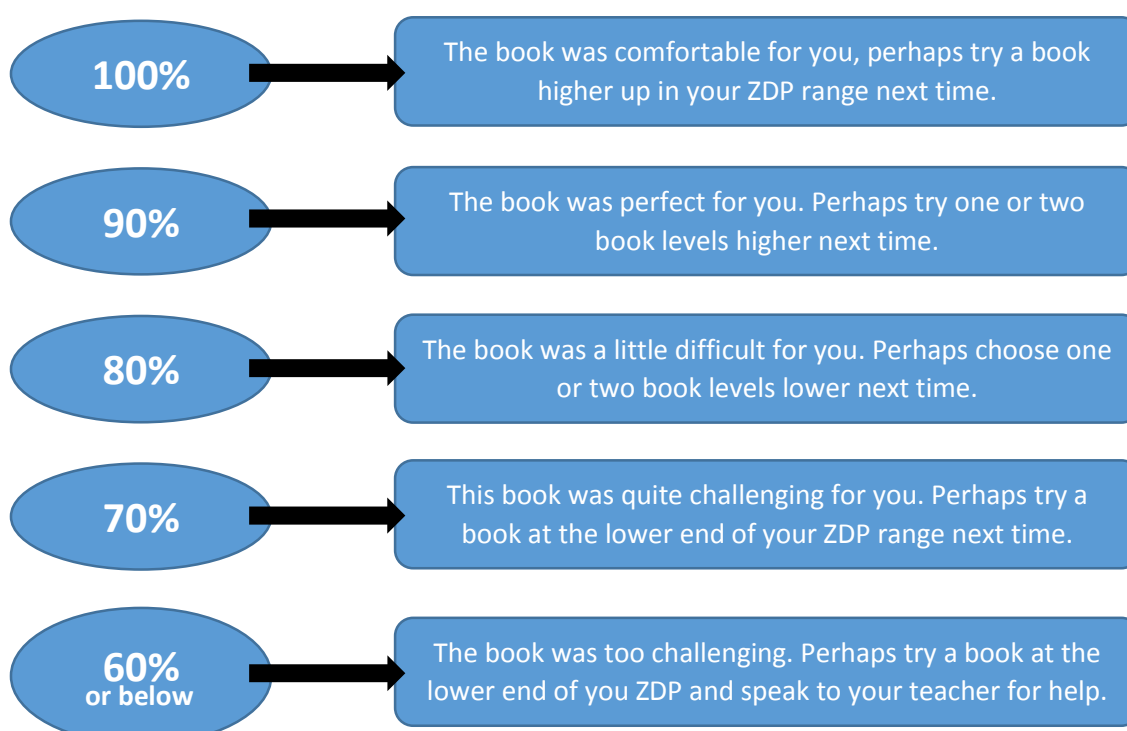 100%
The book was comfortable for you, perhaps try a book
higher up in your ZDP range next time.
90%
The book was perfect for you. Perhaps try one or two
book levels higher next time.
80%
The book was a little difficult for you. Perhaps choose one
or two book levels lower next time.
70%
This book was quite challenging for you. Perhaps try a
book at the lower end of your ZDP range next time.
60%
or below
The book was too challenging. Perhaps try a book at the
lower end of you ZDP and speak to your teacher for help.